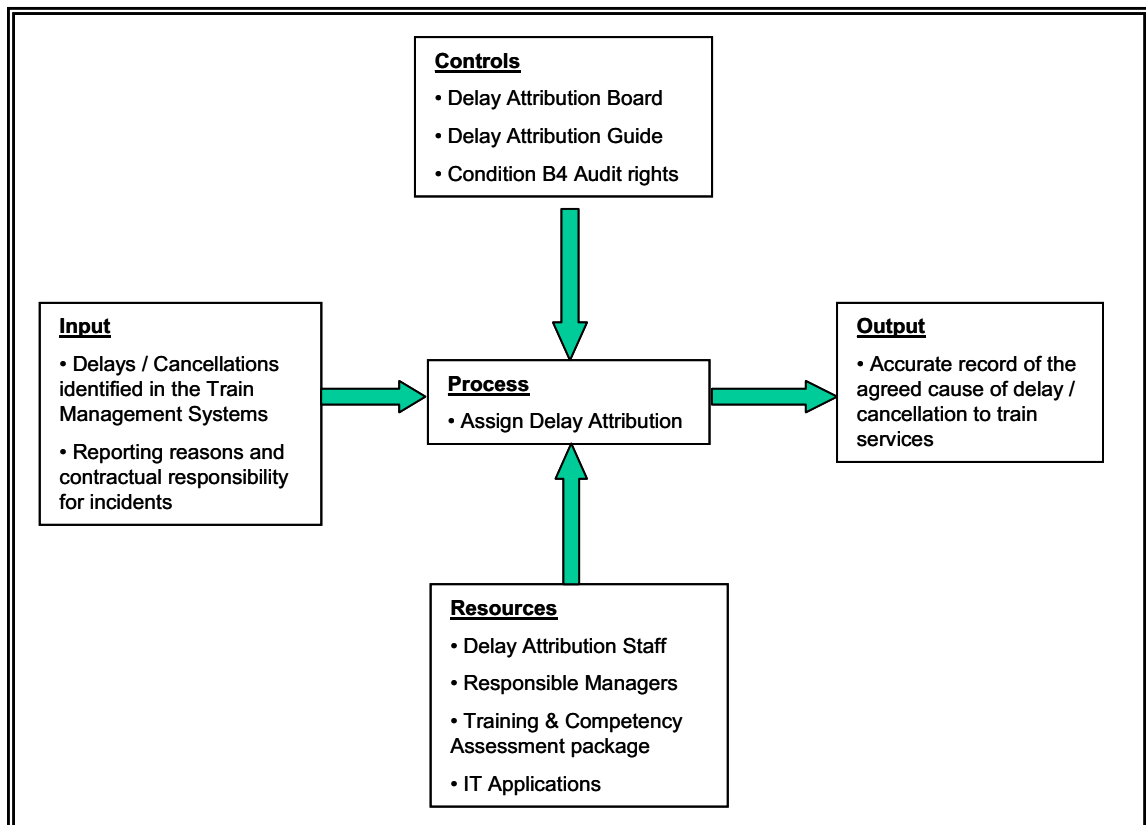 Controls
• Delay Attribution Board
• Delay Attribution Guide
• Condition B4 Audit rights
Input
• Delays / Cancellations
identified in the Train
Management Systems
• Reporting reasons and
contractual responsibility
for incidents
Process
• Assign Delay Attribution
Output
• Accurate record of the
agreed cause of delay /
cancellation to train
services
Resources
• Delay Attribution Staff
• Responsible Managers
• Training & Competency
Assessment package
• IT Applications